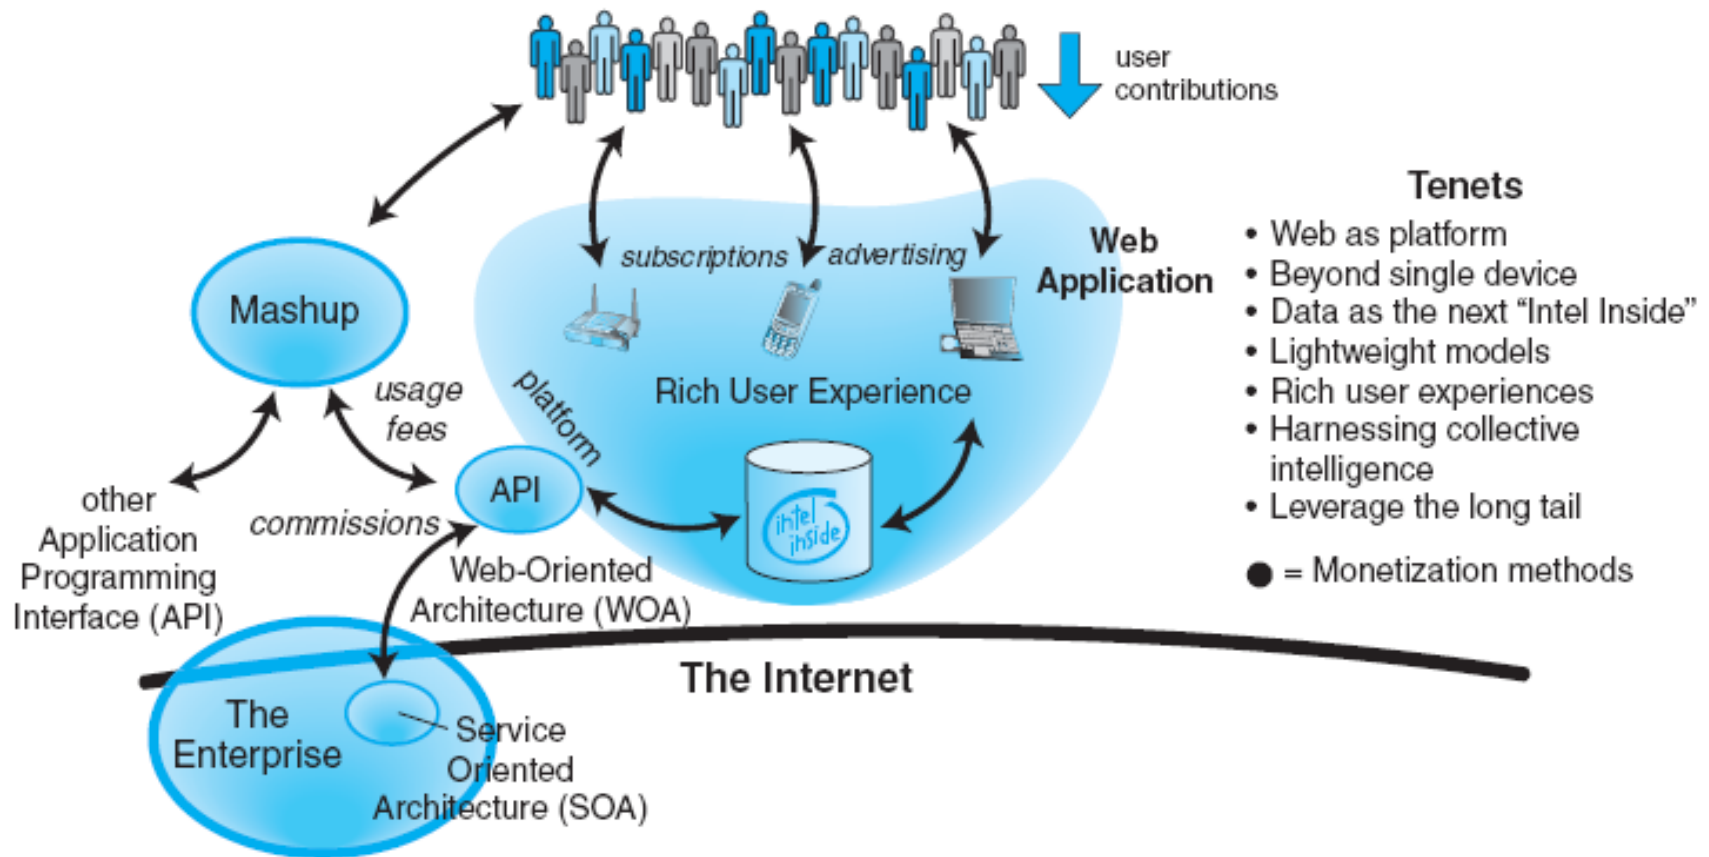 user
contributions
Tenets
• Web as platform
• Beyond single device
• Data as the next “Intel Inside”
• Lightweight models
• Rich user experiences
• Harnessing collective
intelligence
• Leverage the long tail
● = Monetization methods
Web
Application
subscriptions
advertising
Mashup
Rich User Experience
platform
usage
fees
API
intel
inside
other
Application
Programming
Interface (API)
commissions
Web-Oriented
Architecture (WOA)
The Internet
The
Enterprise
Service
Oriented
Architecture (SOA)